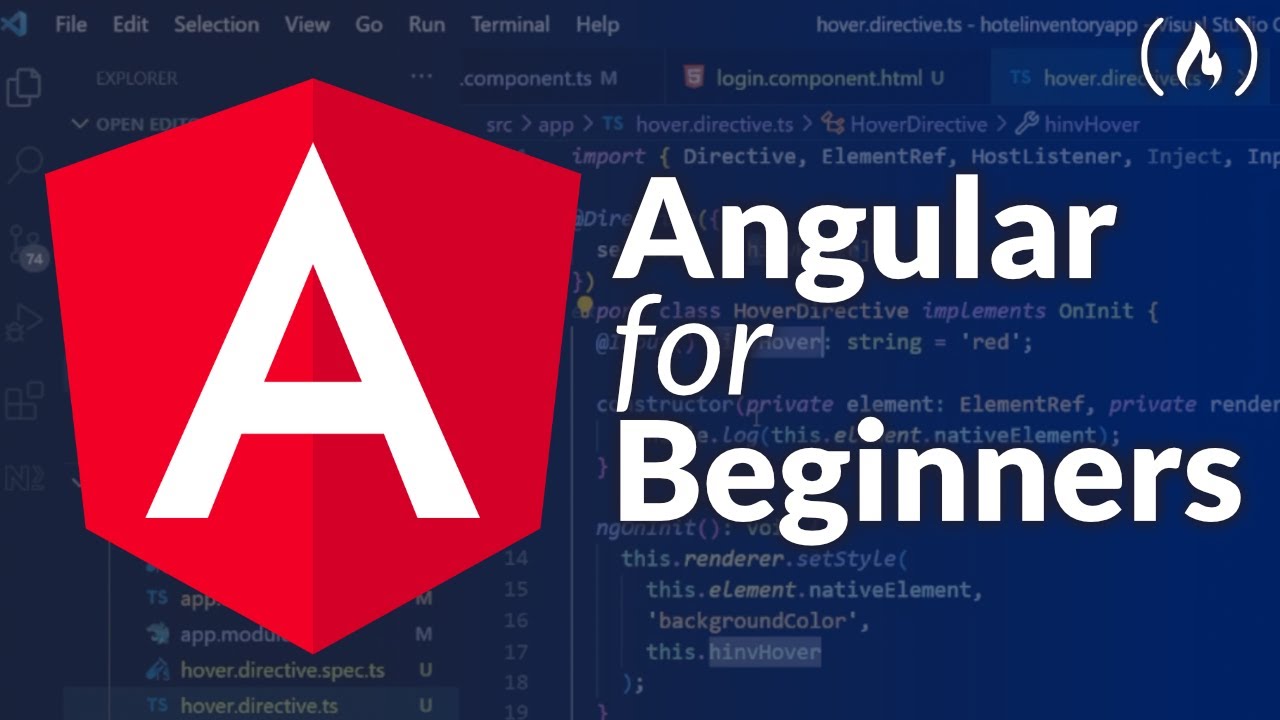 File Edit Selection View Go Run Terminal Help
hover.directive.ts - hotelinventoryapp - Visual Studio
EXPLORER
.component.ts M
login.component.html U
TS hover.directive.ts
OPEN
src > app > TS hover.directive.ts > HoverDirective > hinvHover
import { Directive, ElementRef, HostListener, Inject, Inp
A
Angular
for
Beginners
74
})
class HoverDirective implements OnInit {
: string = 'red';
(private element: ElementRef, private render
.log(this.element.nativeElement);
}
ngOnInit():
14 this.renderer.setStyle(
15 this.element.nativeElement,
16 'backgroundColor',
17 this.hinvHover
18 );
19 }
TS app. M
app.modu M
hover.directive.spec.ts U
TS hover.directive.ts U